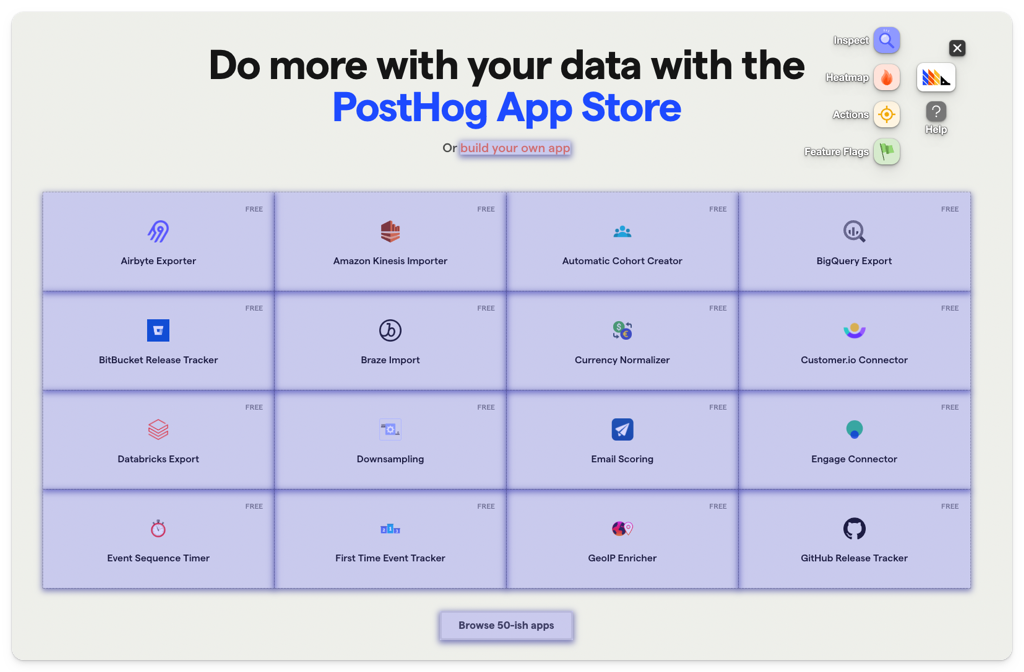 Do more with your data with the
PostHog App Store
Or build your own app
Inspect
Heatmap
Actions
Feature Flags
Help
FREE
Airbyte Exporter
FREE
Amazon Kinesis Importer
FREE
Automatic Cohort Creator
FREE
BigQuery Export
FREE
BitBucket Release Tracker
FREE
Braze Import
FREE
Currency Normalizer
FREE
Customer.io Connector
FREE
Databricks Export
FREE
Downsampling
FREE
Email Scoring
FREE
Engage Connector
FREE
Event Sequence Timer
FREE
First Time Event Tracker
FREE
GeoIP Enricher
FREE
GitHub Release Tracker
Browse 50-ish apps